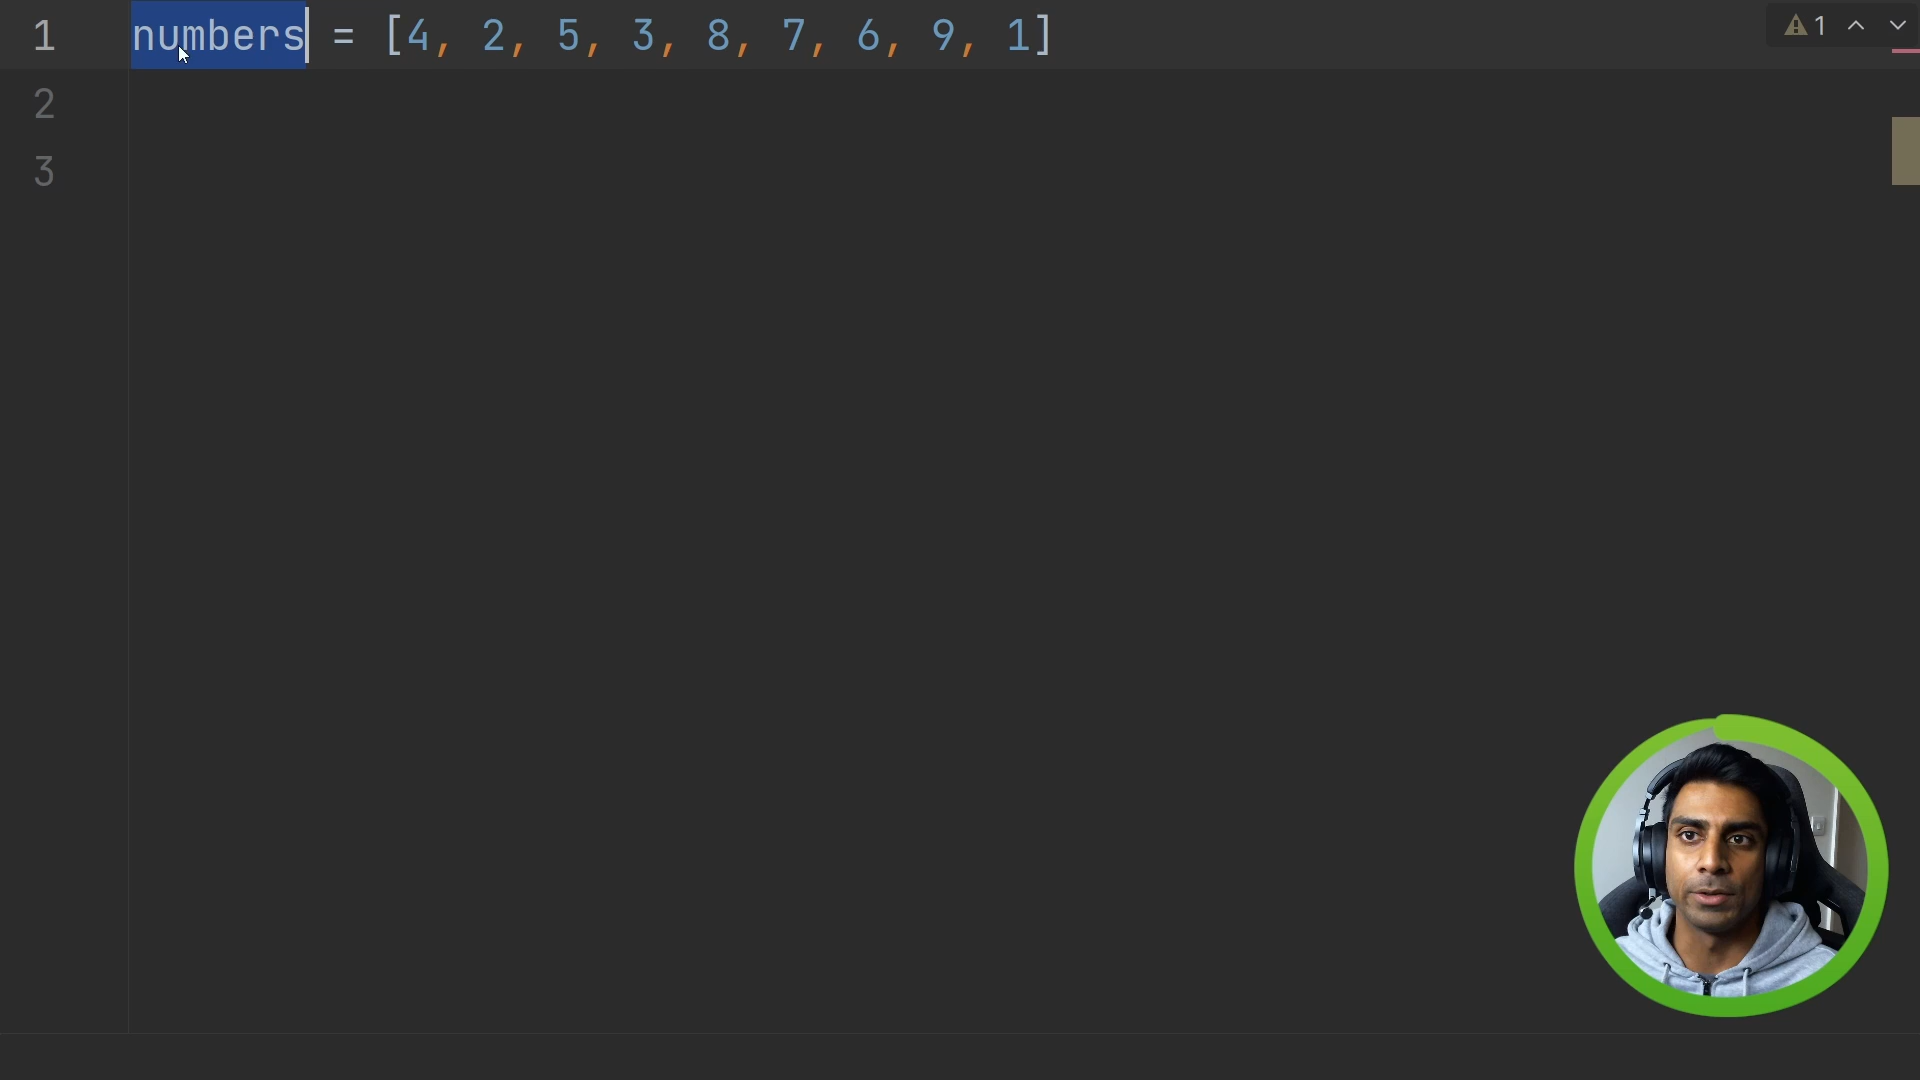 1 numbers = [4, 2, 5, 3, 8, 7, 6, 9, 1] 1
2
3